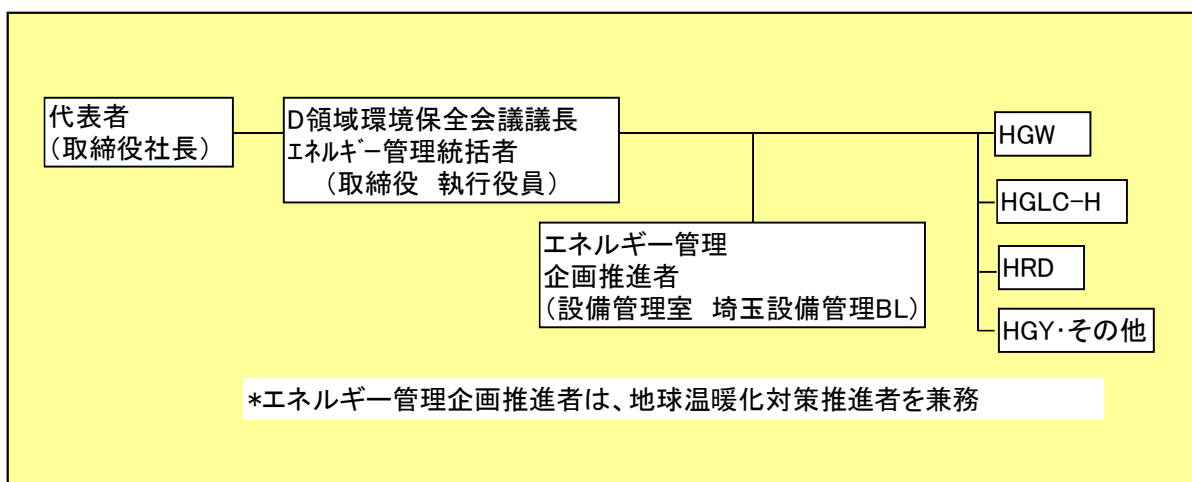 代表者
(取締役社長)
D領域環境保全会議議長
ｴﾈﾙｷﾞｰ管理統括者
(取締役　執行役員)
エネルギー管理
企画推進者
(設備管理室　埼玉設備管理BL)
HGW
HGLC-H
HRD
HGY･その他
*エネルギー管理企画推進者は、地球温暖化対策推進者を兼務